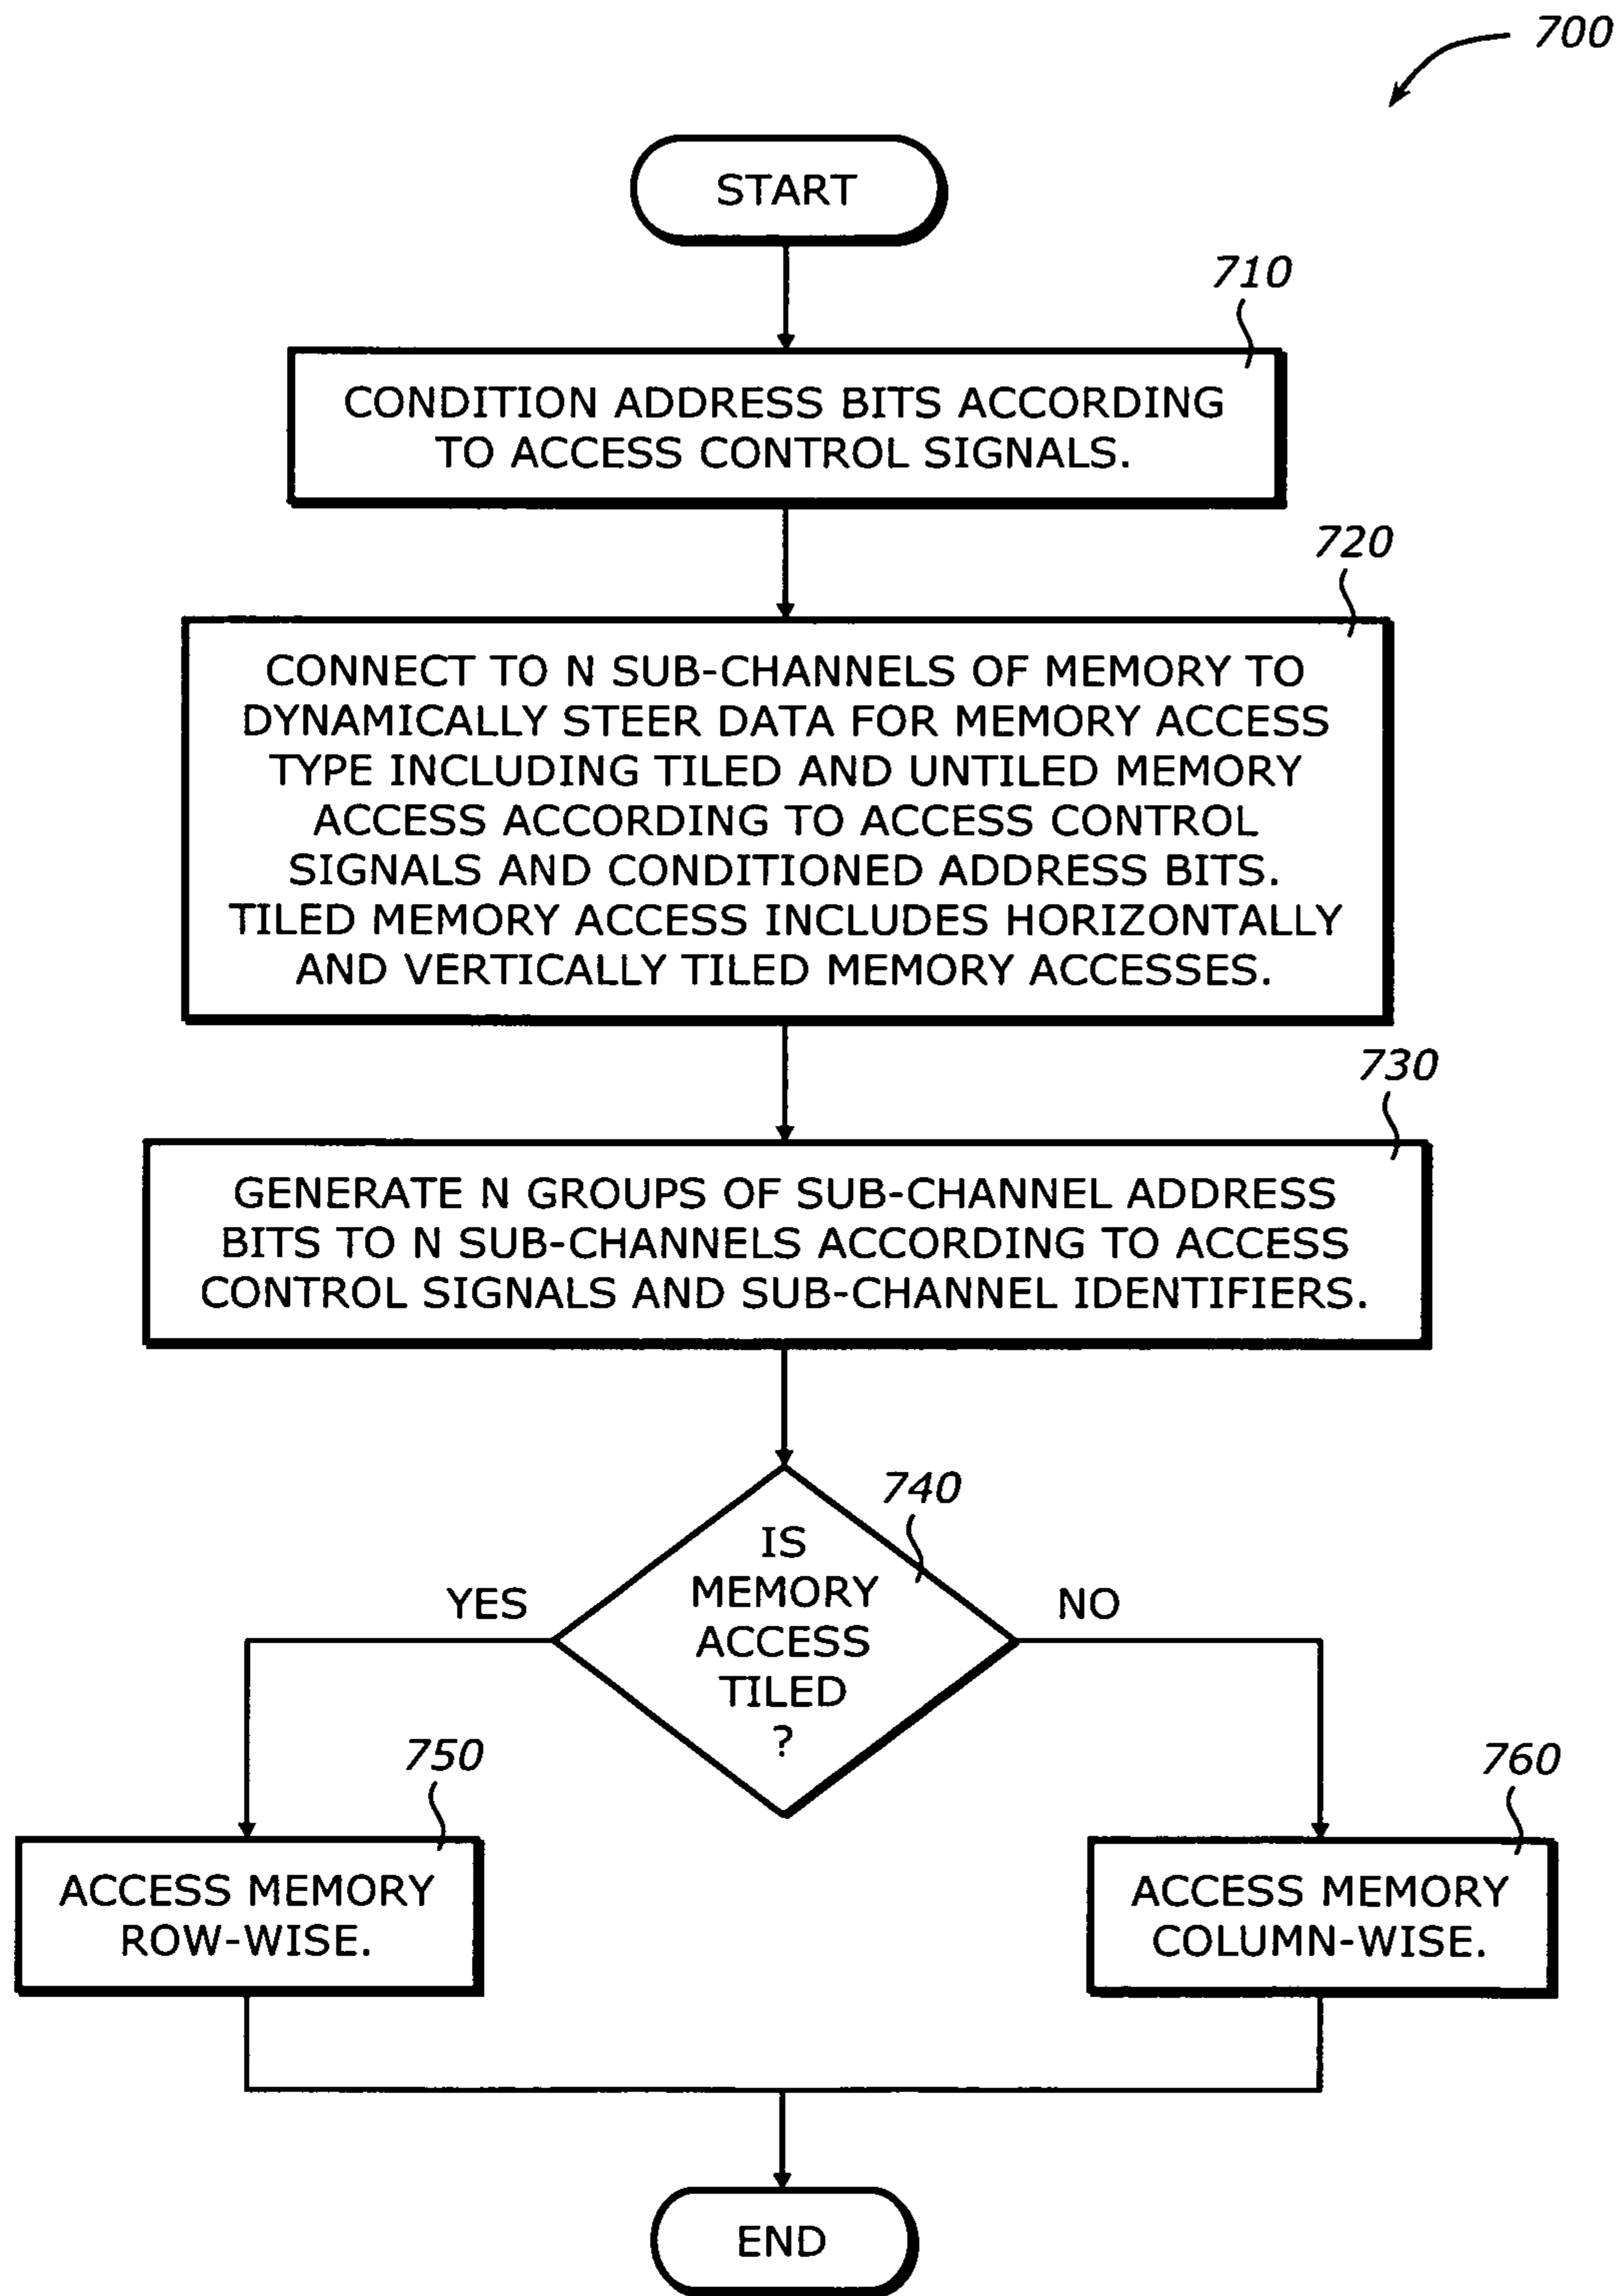 700
START
710
CONDITION ADDRESS BITS ACCORDING
TO ACCESS CONTROL SIGNALS.
720
CONNECT TO N SUB-CHANNELS OF MEMORY TO
DYNAMICALLY STEER DATA FOR MEMORY ACCESS
TYPE INCLUDING TILED AND UNTILED MEMORY
ACCESS ACCORDING TO ACCESS CONTROL
SIGNALS AND CONDITIONED ADDRESS BITS.
TILED MEMORY ACCESS INCLUDES HORIZONTALLY
AND VERTICALLY TILED MEMORY ACCESSES.
730
GENERATE N GROUPS OF SUB-CHANNEL ADDRESS
BITS TO N SUB-CHANNELS ACCORDING TO ACCESS
CONTROL SIGNALS AND SUB-CHANNEL IDENTIFIERS.
740
IS
MEMORY
ACCESS
TILED
?
YES
NO
750
ACCESS MEMORY
ROW-WISE.
760
ACCESS MEMORY
COLUMN-WISE.
END